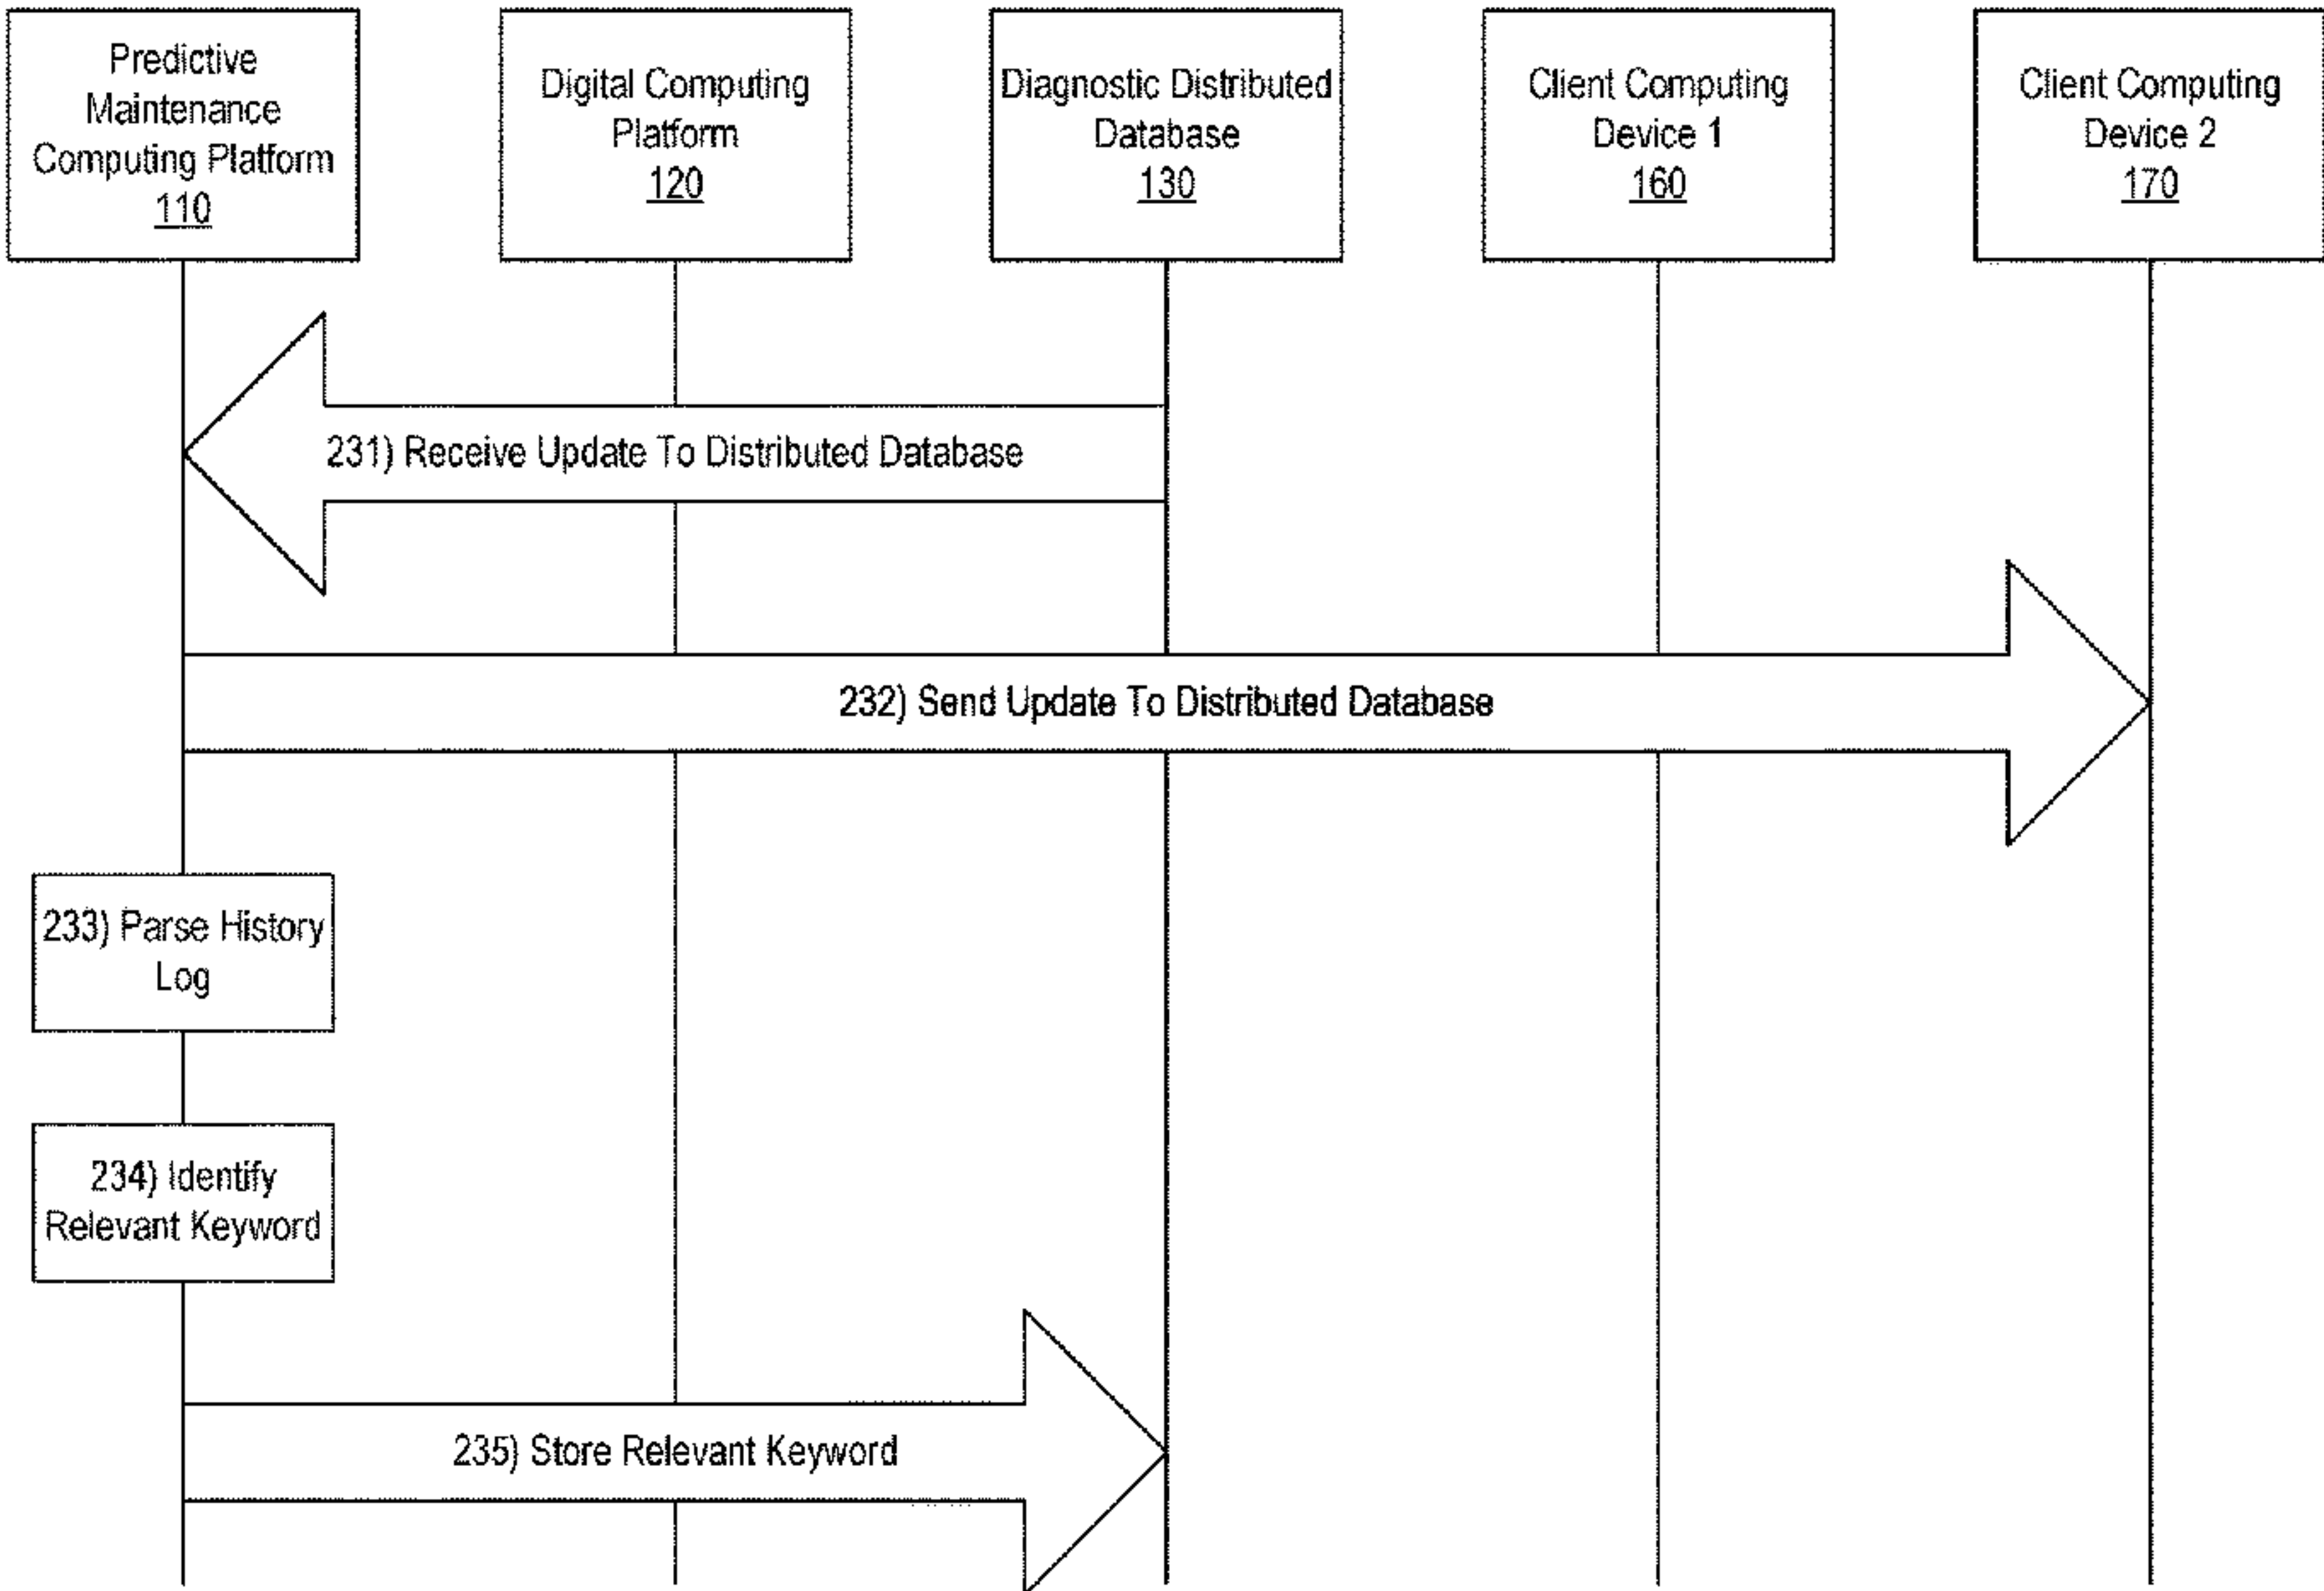 Predictive
Maintenance
Computing Platform
110
Digital Computing
Platform
120
Diagnostic Distributed
Database
130
Client Computing
Device 1
160
Client Computing
Device 2
170
231) Receive Update To Distributed Database
232) Send Update To Distributed Database
233) Parse History
Log
234) Identify
Relevant Keyword
235) Store Relevant Keyword